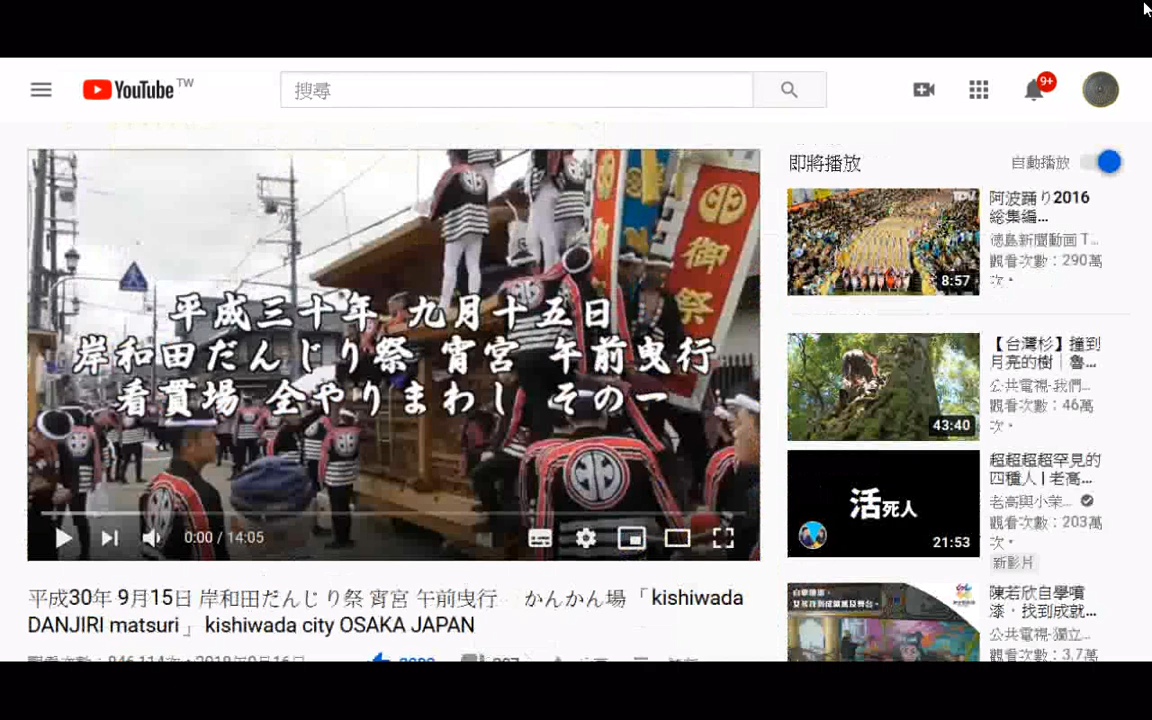 YouTube TW
搜尋
9+
平成三十年 九月十五日
岸和田だんじり祭 宵宮 午前曳行
看貫場 全やりまわし その一
御祭
0:00 / 14:05
平成30年 9月15日 岸和田だんじり祭 宵宮 午前曳行 かんかん場「kishiwada
DANJIRI matsuri」 kishiwada city OSAKA JAPAN
即將播放
自動播放
8:57
阿波踊り2016
総集編...
徳島新聞動画 T...
觀看次數：290萬
次・
43:40
【台灣杉】撞到
月亮的樹｜魯...
公共電視-我們...
觀看次數：46萬
次・
活死人
21:53
超超超超罕見的
四種人 | 老高...
老高與小茉...
觀看次數：203萬
次・
新影片
陳若欣自學噴
漆，找到成就...
公共電視-獨立...
觀看次數：3.7萬